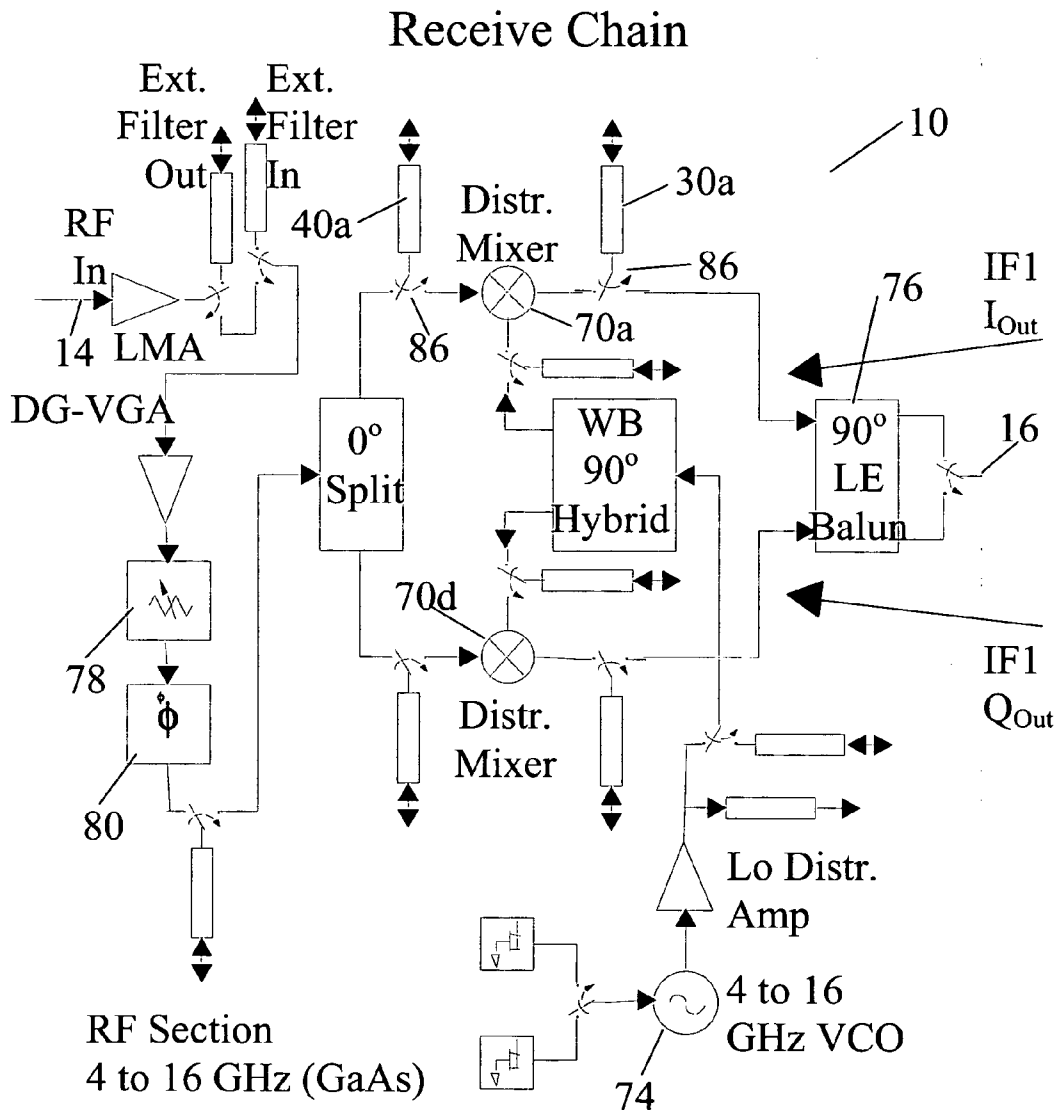 Receive Chain
Ext.
Filter
Out
Ext.
Filter
In
10
RF
In
14
LMA
40a
Distr.
Mixer
30a
86
70a
86
IF1
I_Out
76
DG-VGA
0°
Split
WB
90°
Hybrid
90°
LE
Balun
16
78
70d
ϕ
80
Distr.
Mixer
IF1
Q_Out
Lo Distr.
Amp
4 to 16
GHz VCO
74
RF Section
4 to 16 GHz (GaAs)